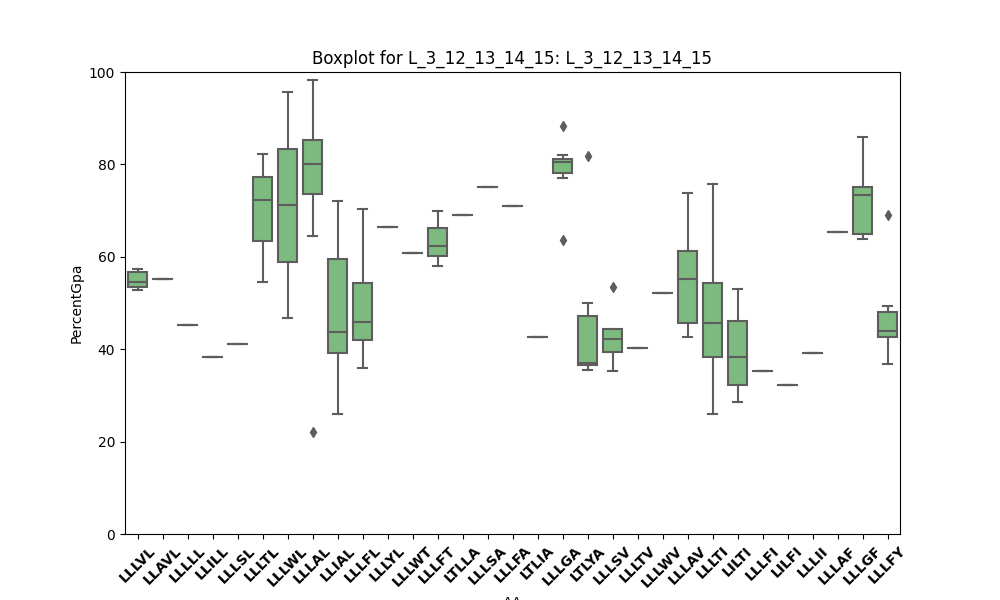 Boxplot for L_3_12_13_14_15: L_3_12_13_14_15
100
80
60
40
20
0
PercentGpa
LLLVL LLAVL LLLLL LLILL LLLSL LLLTL LLLWL LLLAL LLIAL LLLFL LLLYL LLLWT LLLFT LTLLA LLLSA LLLFA LTLIA LLLGA LTLYA LLLSV LLLTV LLLWV LLLAV LLLTI LILTI LLLFI LILFI LLLII LLLAF LLLGF LLLFY